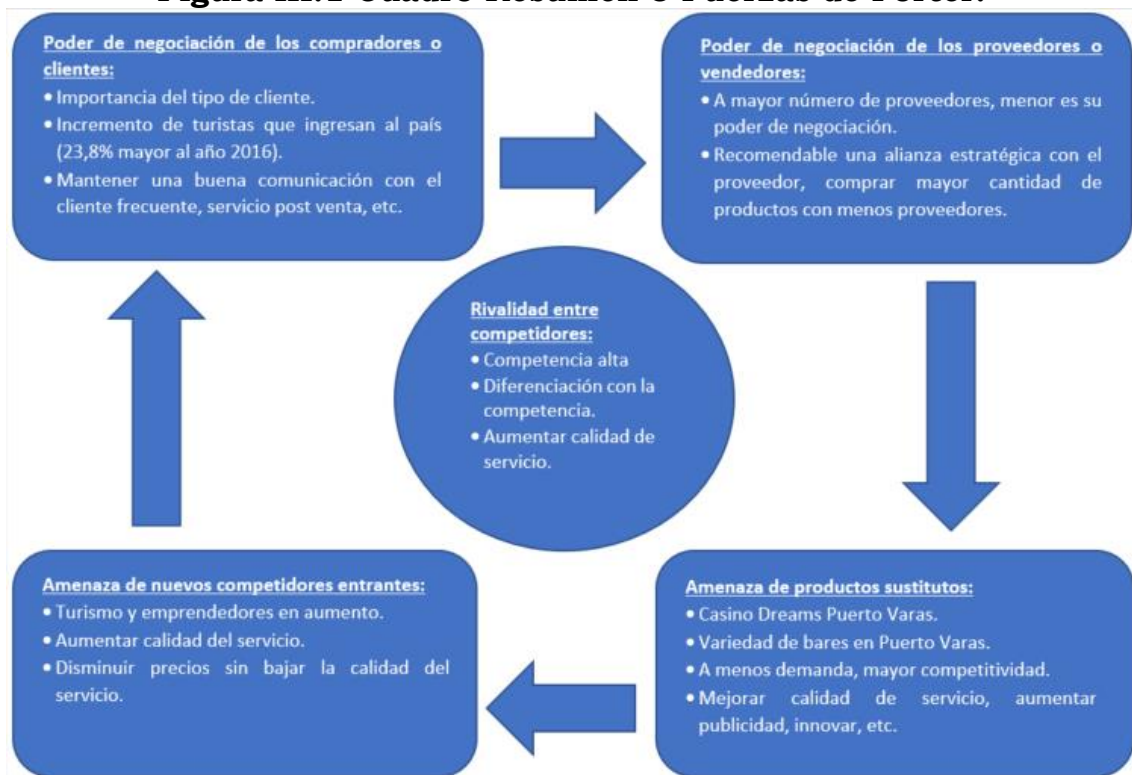 Figura III.1 Cuadro Resumen 5 Fuerzas de Porter.
Poder de negociación de los compradores o
clientes:
• Importancia del tipo de cliente.
• Incremento de turistas que ingresan al país
(23,8% mayor al año 2016).
• Mantener una buena comunicación con el
cliente frecuente, servicio post venta, etc.
Poder de negociación de los proveedores o
vendedores:
• A mayor número de proveedores, menor es su
poder de negociación.
• Recomendable una alianza estratégica con el
proveedor, comprar mayor cantidad de
productos con menos proveedores.
Rivalidad entre
competidores:
• Competencia alta
• Diferenciación con la
competencia.
• Aumentar calidad de
servicio.
Amenaza de nuevos competidores entrantes:
• Turismo y emprendedores en aumento.
• Aumentar calidad del servicio.
• Disminuir precios sin bajar la calidad del
servicio.
Amenaza de productos sustitutos:
• Casino Dreams Puerto Varas.
• Variedad de bares en Puerto Varas.
• A menos demanda, mayor competitividad.
• Mejorar calidad de servicio, aumentar
publicidad, innovar, etc.